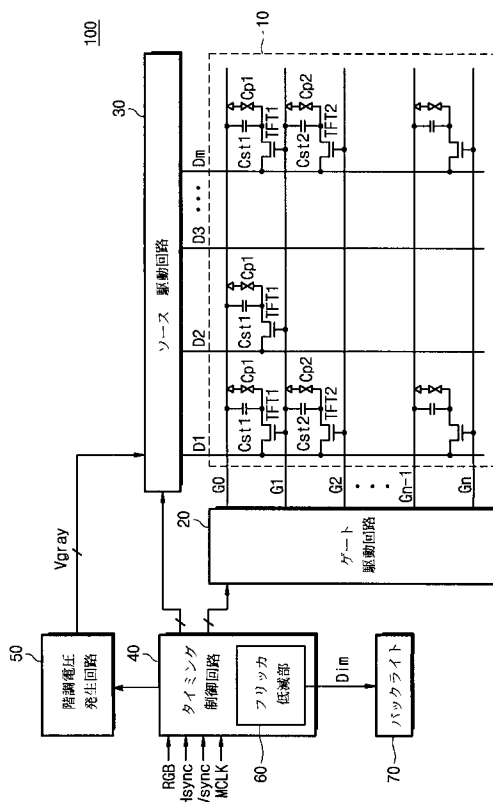 100
50
階調電圧
発生回路
Vgray
30
ソース 駆動回路
40
タイミング
制御回路
フリッカ
低減部
60
RGB
Hsync
Vsync
MCLK
Dim
バックライト
70
20
ゲート
駆動回路
10
D1
D2
D3
・・・
Dm
G0
G1
G2
・・・・
Gn-1
Gn
Cst1
Cp1
TFT1
Cst1
Cp1
TFT1
Cst1
Cp1
TFT1
Cst2
Cp2
TFT2
Cst2
Cp2
TFT2